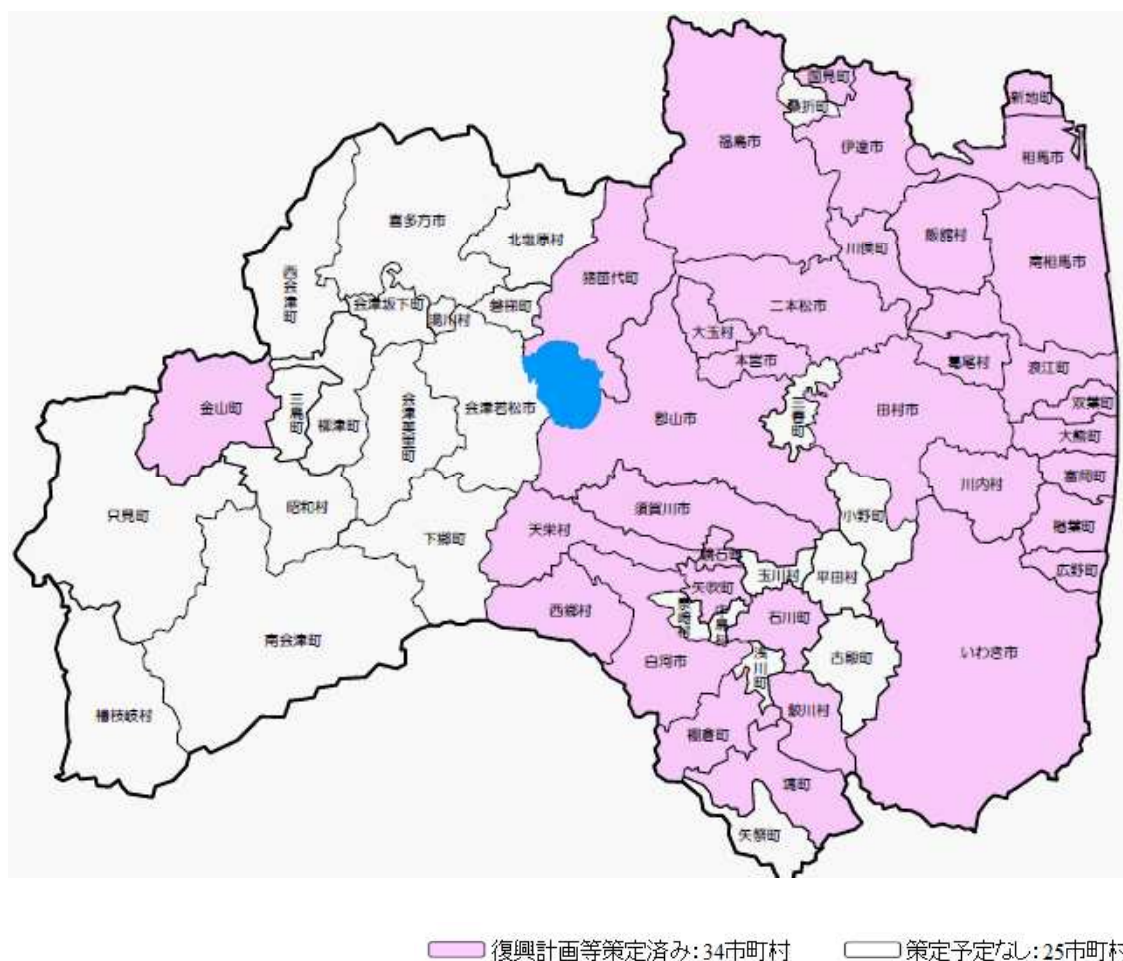 国見町
桑折町
新地町
福島市
伊達市
相馬市
喜多方市
北塩原村
川俣町
飯舘村
南相馬市
西会津町
猪苗代町
会津坂下町
湯川村
磐梯町
二本松市
大玉村
本宮市
葛尾村
浪江町
金山町
三島町
柳津町
会津美里町
会津若松市
郡山市
三春町
田村市
双葉町
大熊町
川内村
富岡町
只見町
昭和村
下郷町
天栄村
須賀川市
小野町
楢葉町
鏡石町
玉川村
平田村
広野町
矢吹町
西郷村
泉崎村
中島村
石川町
南会津町
白河市
浅川町
古殿町
いわき市
檜枝岐村
棚倉町
鮫川村
塙町
矢祭町
復興計画等策定済み:34市町村
策定予定なし:25市町村